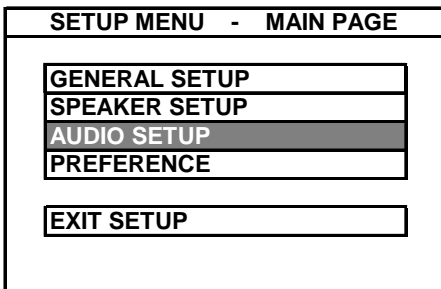 SETUP MENU - MAIN PAGE
GENERAL SETUP
SPEAKER SETUP
AUDIO SETUP
PREFERENCE
EXIT SETUP